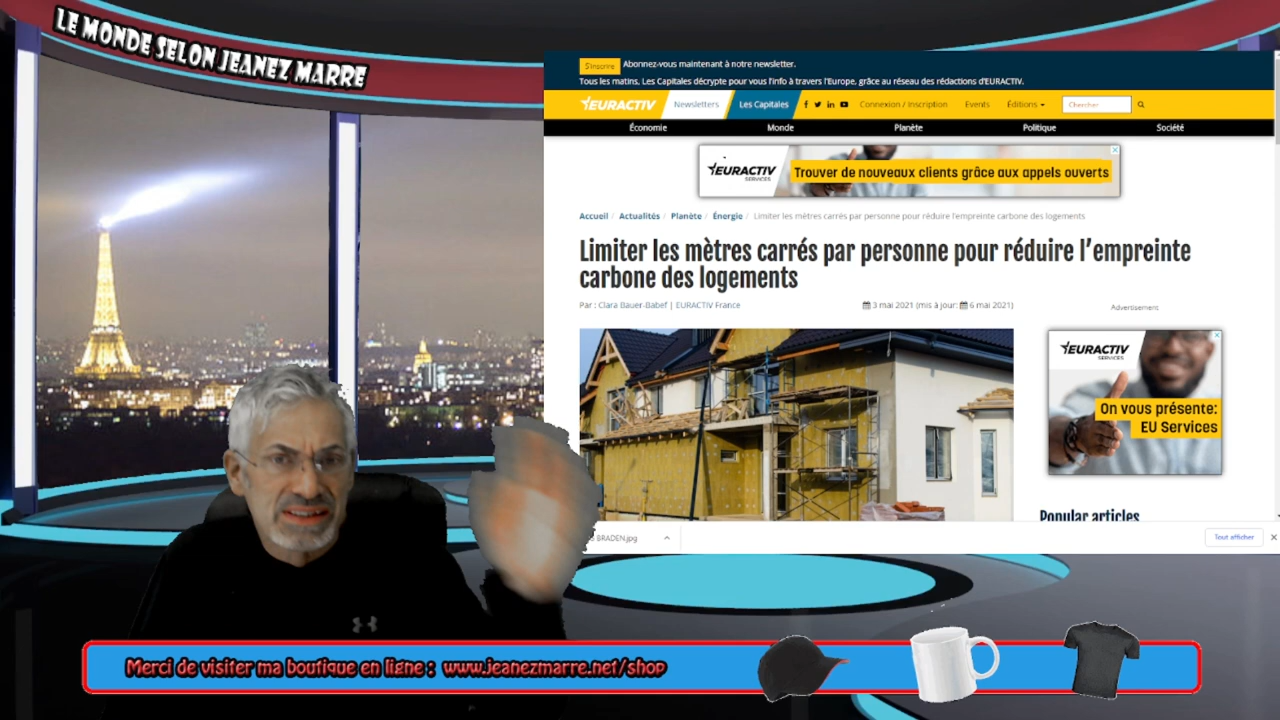 LE MONDE SELON JEANEZ MARRE
S'inscrire Abonnez-vous maintenant à notre newsletter.
Tous les matins, Les Capitales décrypte pour vous l'info à travers l'Europe, grâce au réseau des rédactions d'EURACTIV.
EURACTIV Newsletters Les Capitales Connexion / Inscription Events Éditions Chercher
Économie Monde Planète Politique Société
EURACTIV SERVICES Trouver de nouveaux clients grâce aux appels ouverts
Accueil / Actualités / Planète / Énergie / Limiter les mètres carrés par personne pour réduire l'empreinte carbone des logements
Limiter les mètres carrés par personne pour réduire l'empreinte
carbone des logements
Par : Clara Bauer-Babef | EURACTIV France 3 mai 2021 (mis à jour: 6 mai 2021)
Advertisement
EURACTIV
SERVICES
On vous présente:
EU Services
Popular articles
BRADEN.jpg
Tout afficher
Merci de visiter ma boutique en ligne : www.jeanezmarre.net/shop